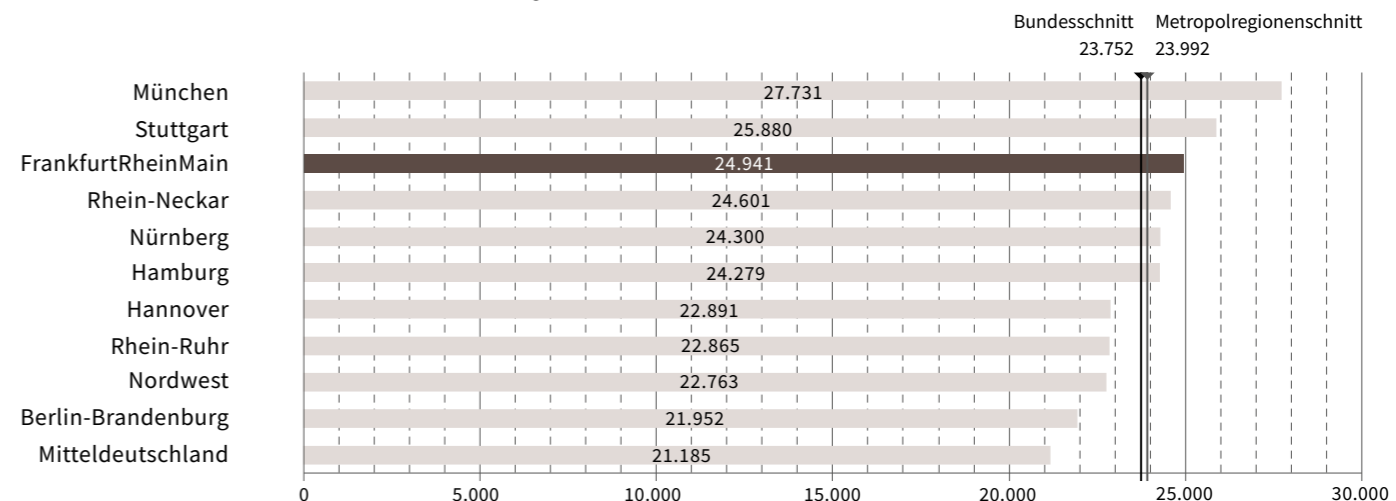 Bundesschnitt Metropolregionenschnitt
23.752 23.992
München 27.731
Stuttgart 25.880
FrankfurtRheinMain 24.941
Rhein-Neckar 24.601
Nürnberg 24.300
Hamburg 24.279
Hannover 22.891
Rhein-Ruhr 22.865
Nordwest 22.763
Berlin-Brandenburg 21.952
Mitteldeutschland 21.185
0 5.000 10.000 15.000 20.000 25.000 30.000